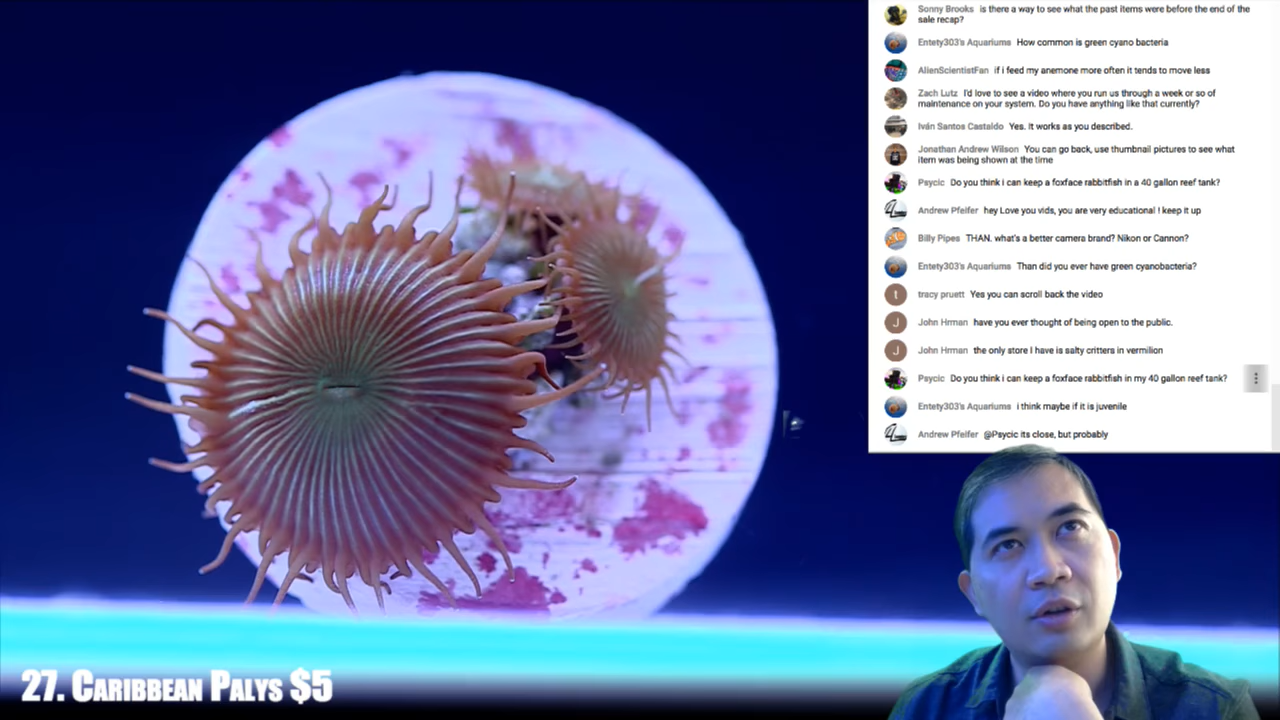 Sonny Brooks is there a way to see what the past items were before the end of the
sale recap?
Entety303's Aquariums How common is green cyano bacteria
AlienScientistFan if i feed my anemone more often it tends to move less
Zach Lutz I'd love to see a video where you run us through a week or so of
maintenance on your system. Do you have anything like that currently?
Iván Santos Castaldo Yes. It works as you described.
Jonathan Andrew Wilson You can go back, use thumbnail pictures to see what
item was being shown at the time
Psycic Do you think i can keep a foxface rabbitfish in a 40 gallon reef tank?
Andrew Pfeifer hey Love you vids, you are very educational ! keep it up
Billy Pipes THAN. what's a better camera brand? Nikon or Cannon?
Entety303's Aquariums Than did you ever have green cyanobacteria?
t
tracy pruett Yes you can scroll back the video
J
John Hrman have you ever thought of being open to the public.
J
John Hrman the only store I have is salty critters in vermilion
Psycic Do you think i can keep a foxface rabbitfish in my 40 gallon reef tank?
Entety303's Aquariums i think maybe if it is juvenile
Andrew Pfeifer @Psycic its close, but probably
27. CARIBBEAN PALYS $5